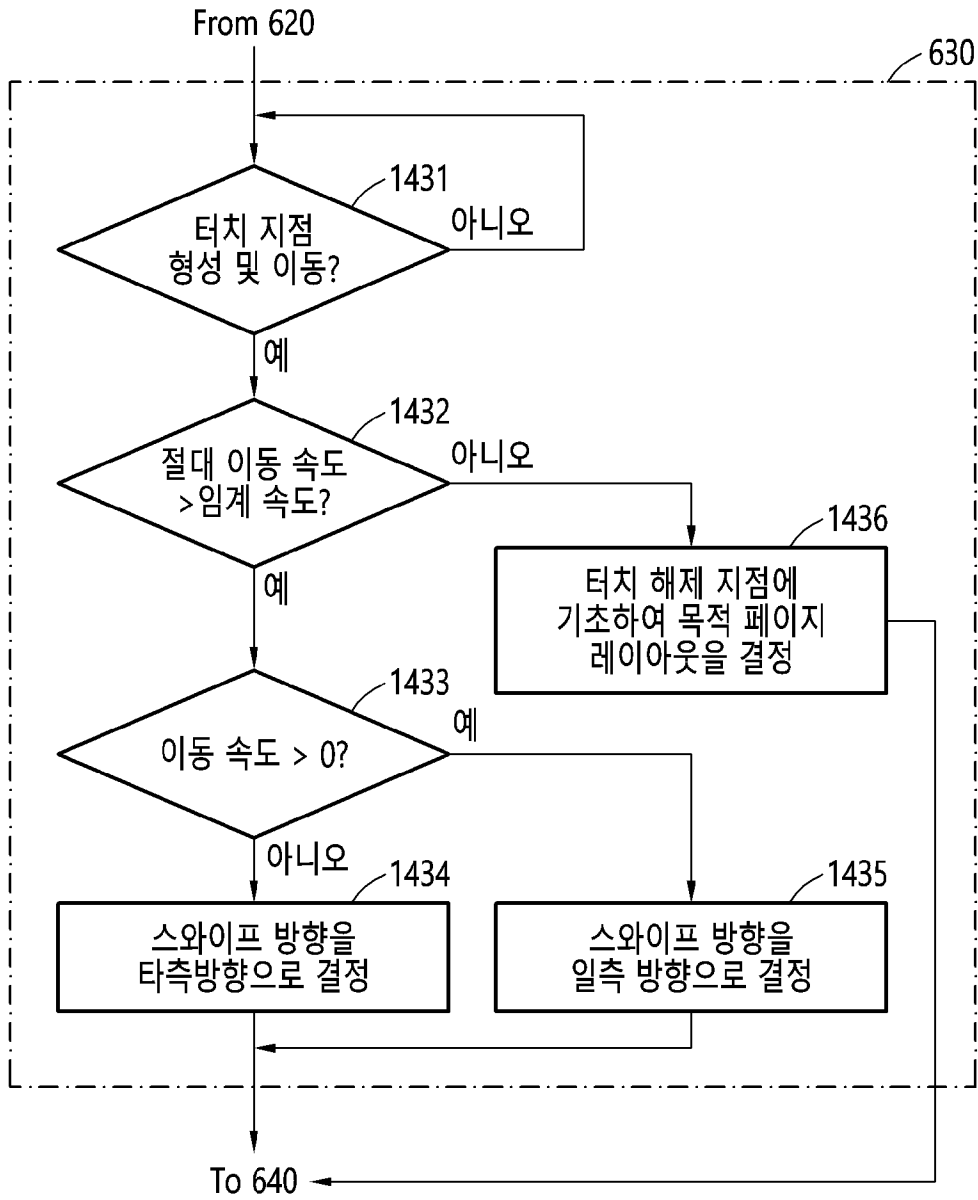 From 620
630
1431
터치 지점
형성 및 이동?
아니오
예
1432
절대 이동 속도
>임계 속도?
아니오
예
1436
터치 해제 지점에
기초하여 목적 페이지
레이아웃을 결정
1433
이동 속도 > 0?
예
아니오
1434
스와이프 방향을
타측방향으로 결정
1435
스와이프 방향을
일측 방향으로 결정
To 640